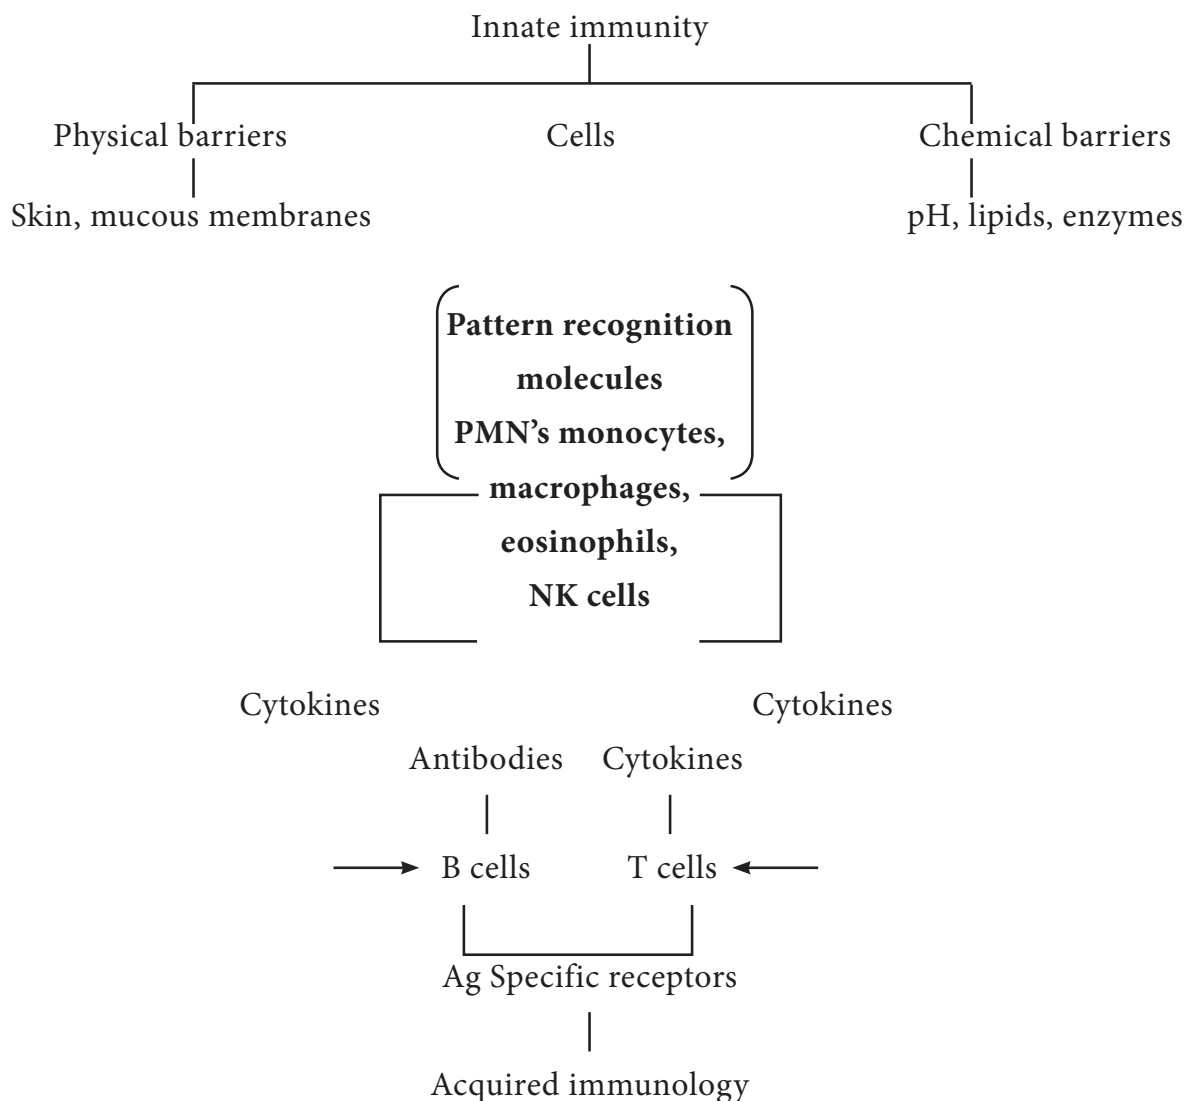 Innate immunity
Physical barriers
Cells
Chemical barriers
Skin, mucous membranes
pH, lipids, enzymes
Pattern recognition
molecules
PMN’s monocytes,
macrophages,
eosinophils,
NK cells
Cytokines
Cytokines
Antibodies
Cytokines
B cells
T cells
Ag Specific receptors
Acquired immunology